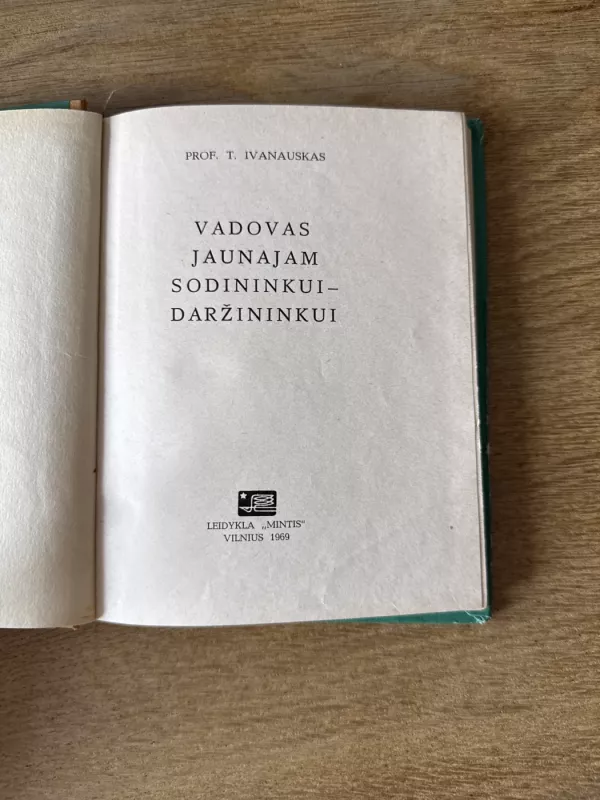 PROF. T. IVANAUSKAS
VADOVAS
JAUNAJAM
SODININKUI–
DARŽININKUI
LEIDYKLA „MINTIS“
VILNIUS 1969